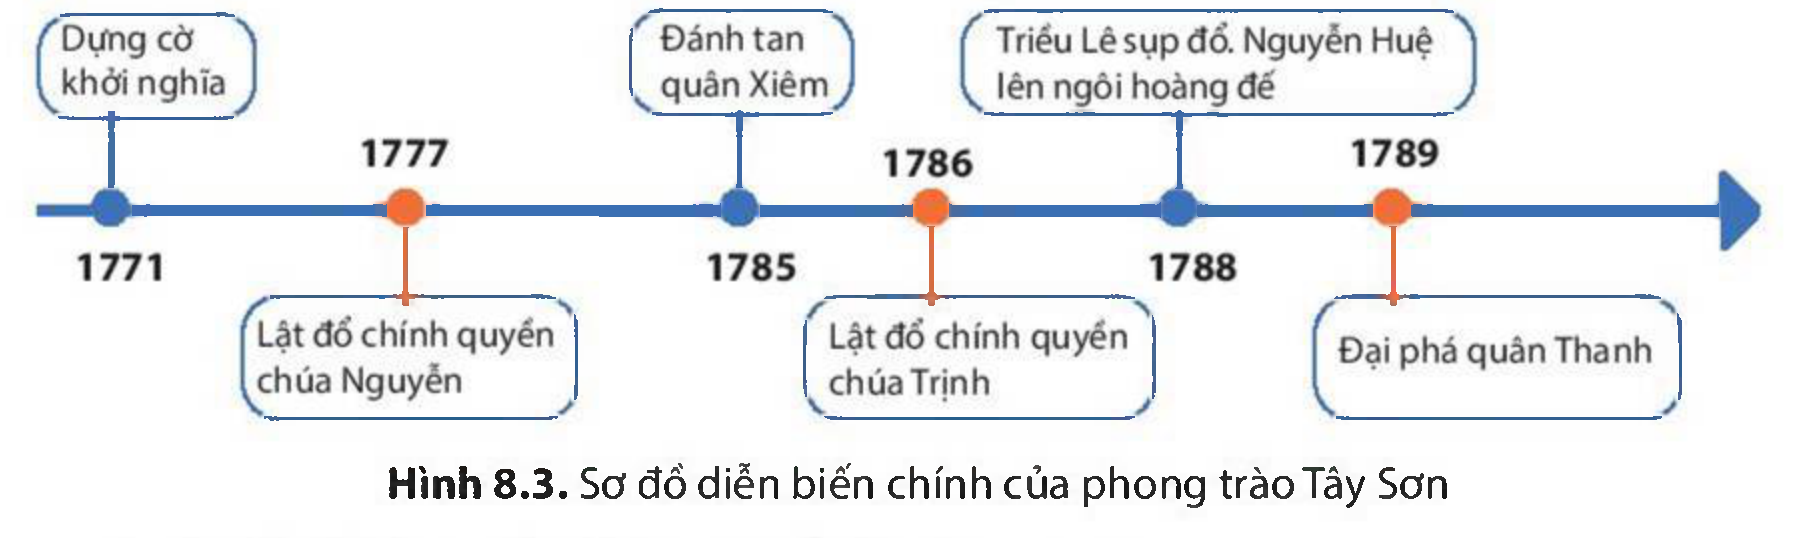 Dựng cờ
khởi nghĩa
Đánh tan
quân Xiêm
Triều Lê sụp đổ. Nguyễn Huệ
lên ngôi hoàng đế
1777
1786
1789
1771
1785
1788
Lật đổ chính quyền
chúa Nguyễn
Lật đổ chính quyền
chúa Trịnh
Đại phá quân Thanh
Hình 8.3. Sơ đồ diễn biến chính của phong trào Tây Sơn